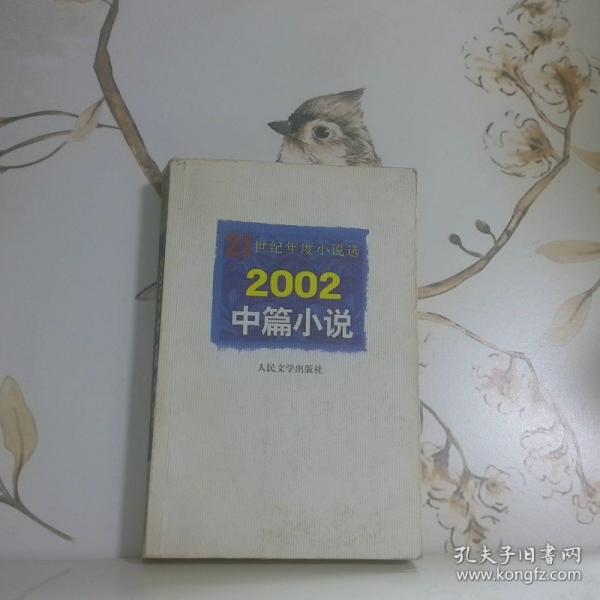 21世纪年度小说选
2002
中篇小说
人民文学出版社
孔夫子旧书网
www.kongfz.com